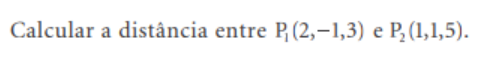 Calcular a distância entre P₁(2,−1,3) e P₂(1,1,5).